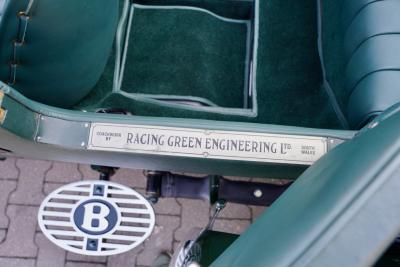 COACHWORK BY
RACING GREEN ENGINEERING LTD.
SOUTH WALES
B